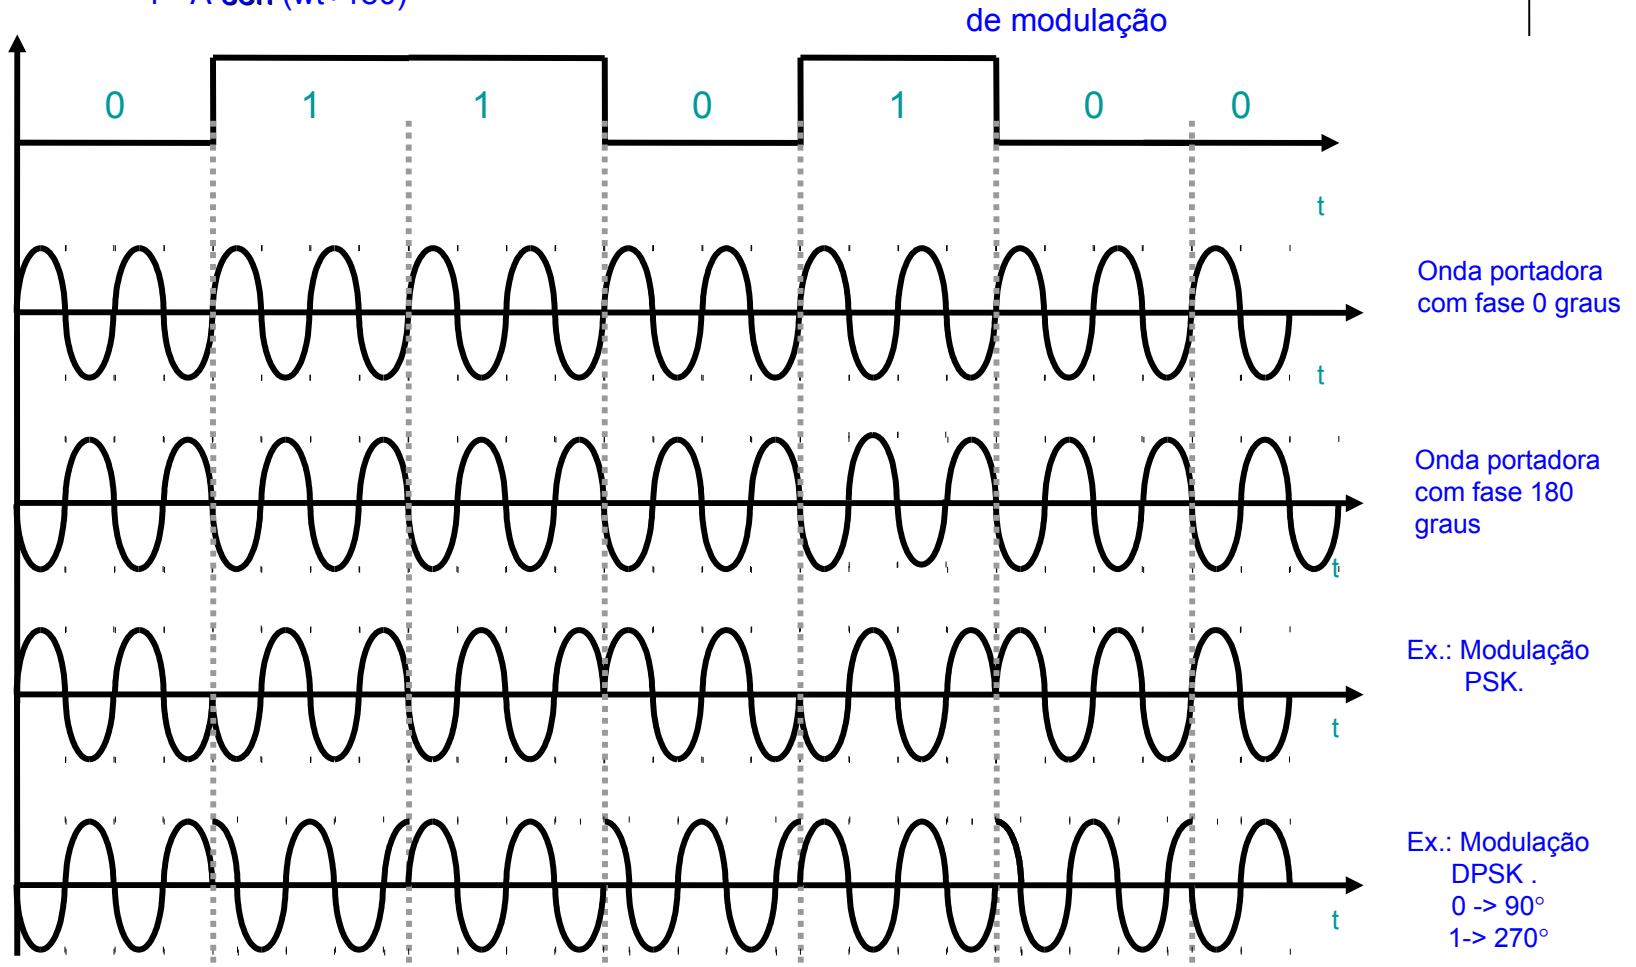 de modulação
0 1 1 0 1 0 0
t
Onda portadora
com fase 0 graus
t
Onda portadora
com fase 180
graus
t
Ex.: Modulação
PSK.
t
Ex.: Modulação
DPSK .
0 -> 90°
1-> 270°
t